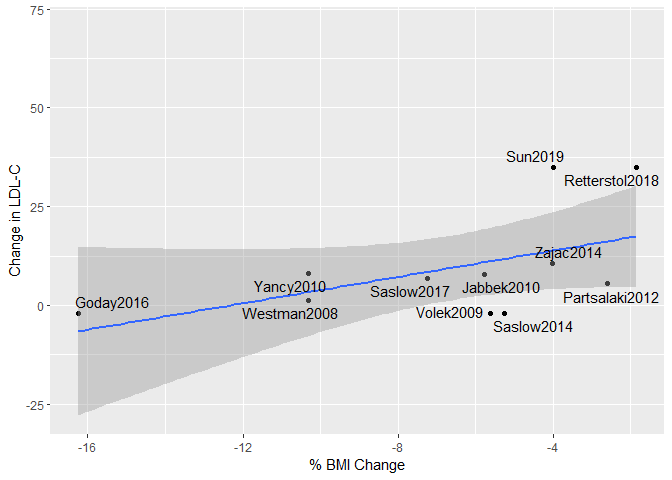 75
50
25
0
-25
Change in LDL-C
Sun2019
Retterstol2018
Zajac2014
Yancy2010
Saslow2017
Jabbek2010
Partsalaki2012
Goday2016
Westman2008
Volek2009
Saslow2014
-16
-12
-8
-4
% BMI Change